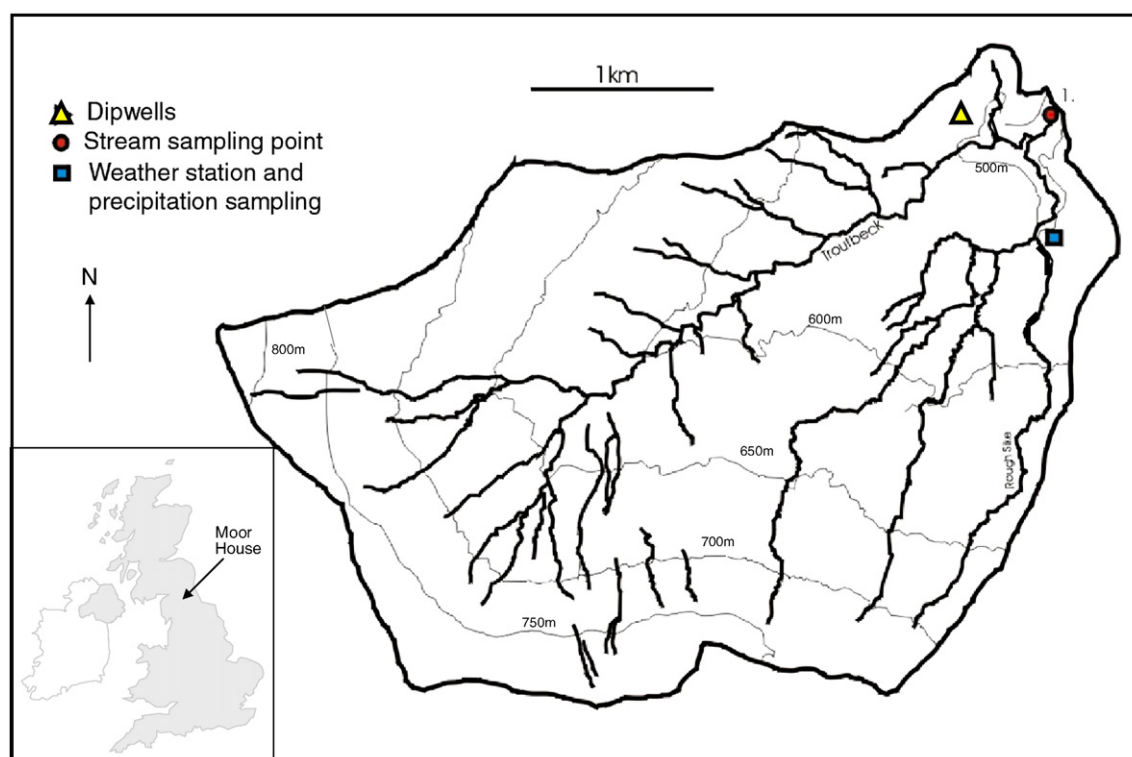 1km
1.
Dipwells
Stream sampling point
Weather station and
precipitation sampling
500m
Troutbeck
N
600m
800m
650m
Rough Sike
Moor
House
700m
750m